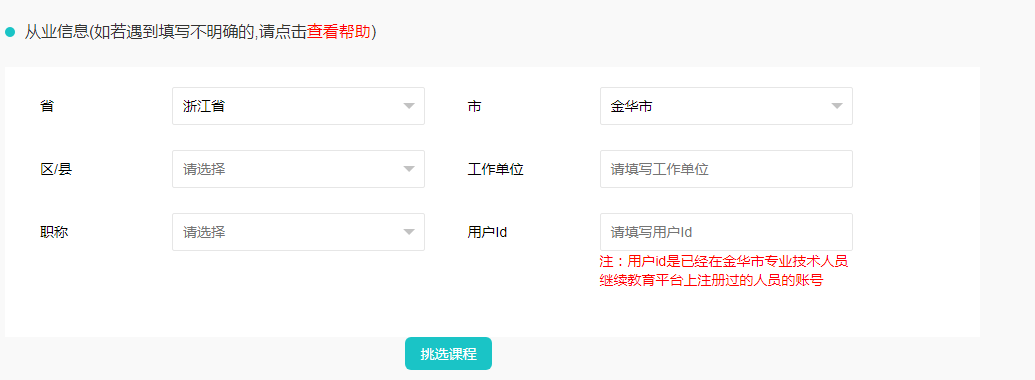 从业信息(如若遇到填写不明确的,请点击查看帮助)
省 浙江省 市 金华市
区/县 请选择 工作单位 请填写工作单位
职称 请选择 用户Id 请填写用户Id
注：用户id是已经在金华市专业技术人员
继续教育平台上注册过的人员的账号
挑选课程